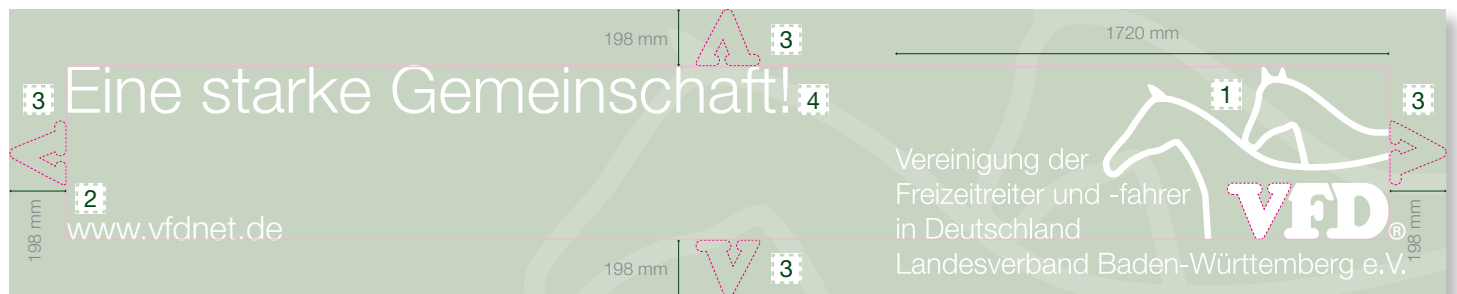 198 mm
3
1720 mm
3
Eine starke Gemeinschaft!
4
1
3
Vereinigung der
Freizeitreiter und -fahrer
in Deutschland
Landesverband Baden-Württemberg e.V.
VFD®
2
www.vfdnet.de
198 mm
198 mm
3
198 mm